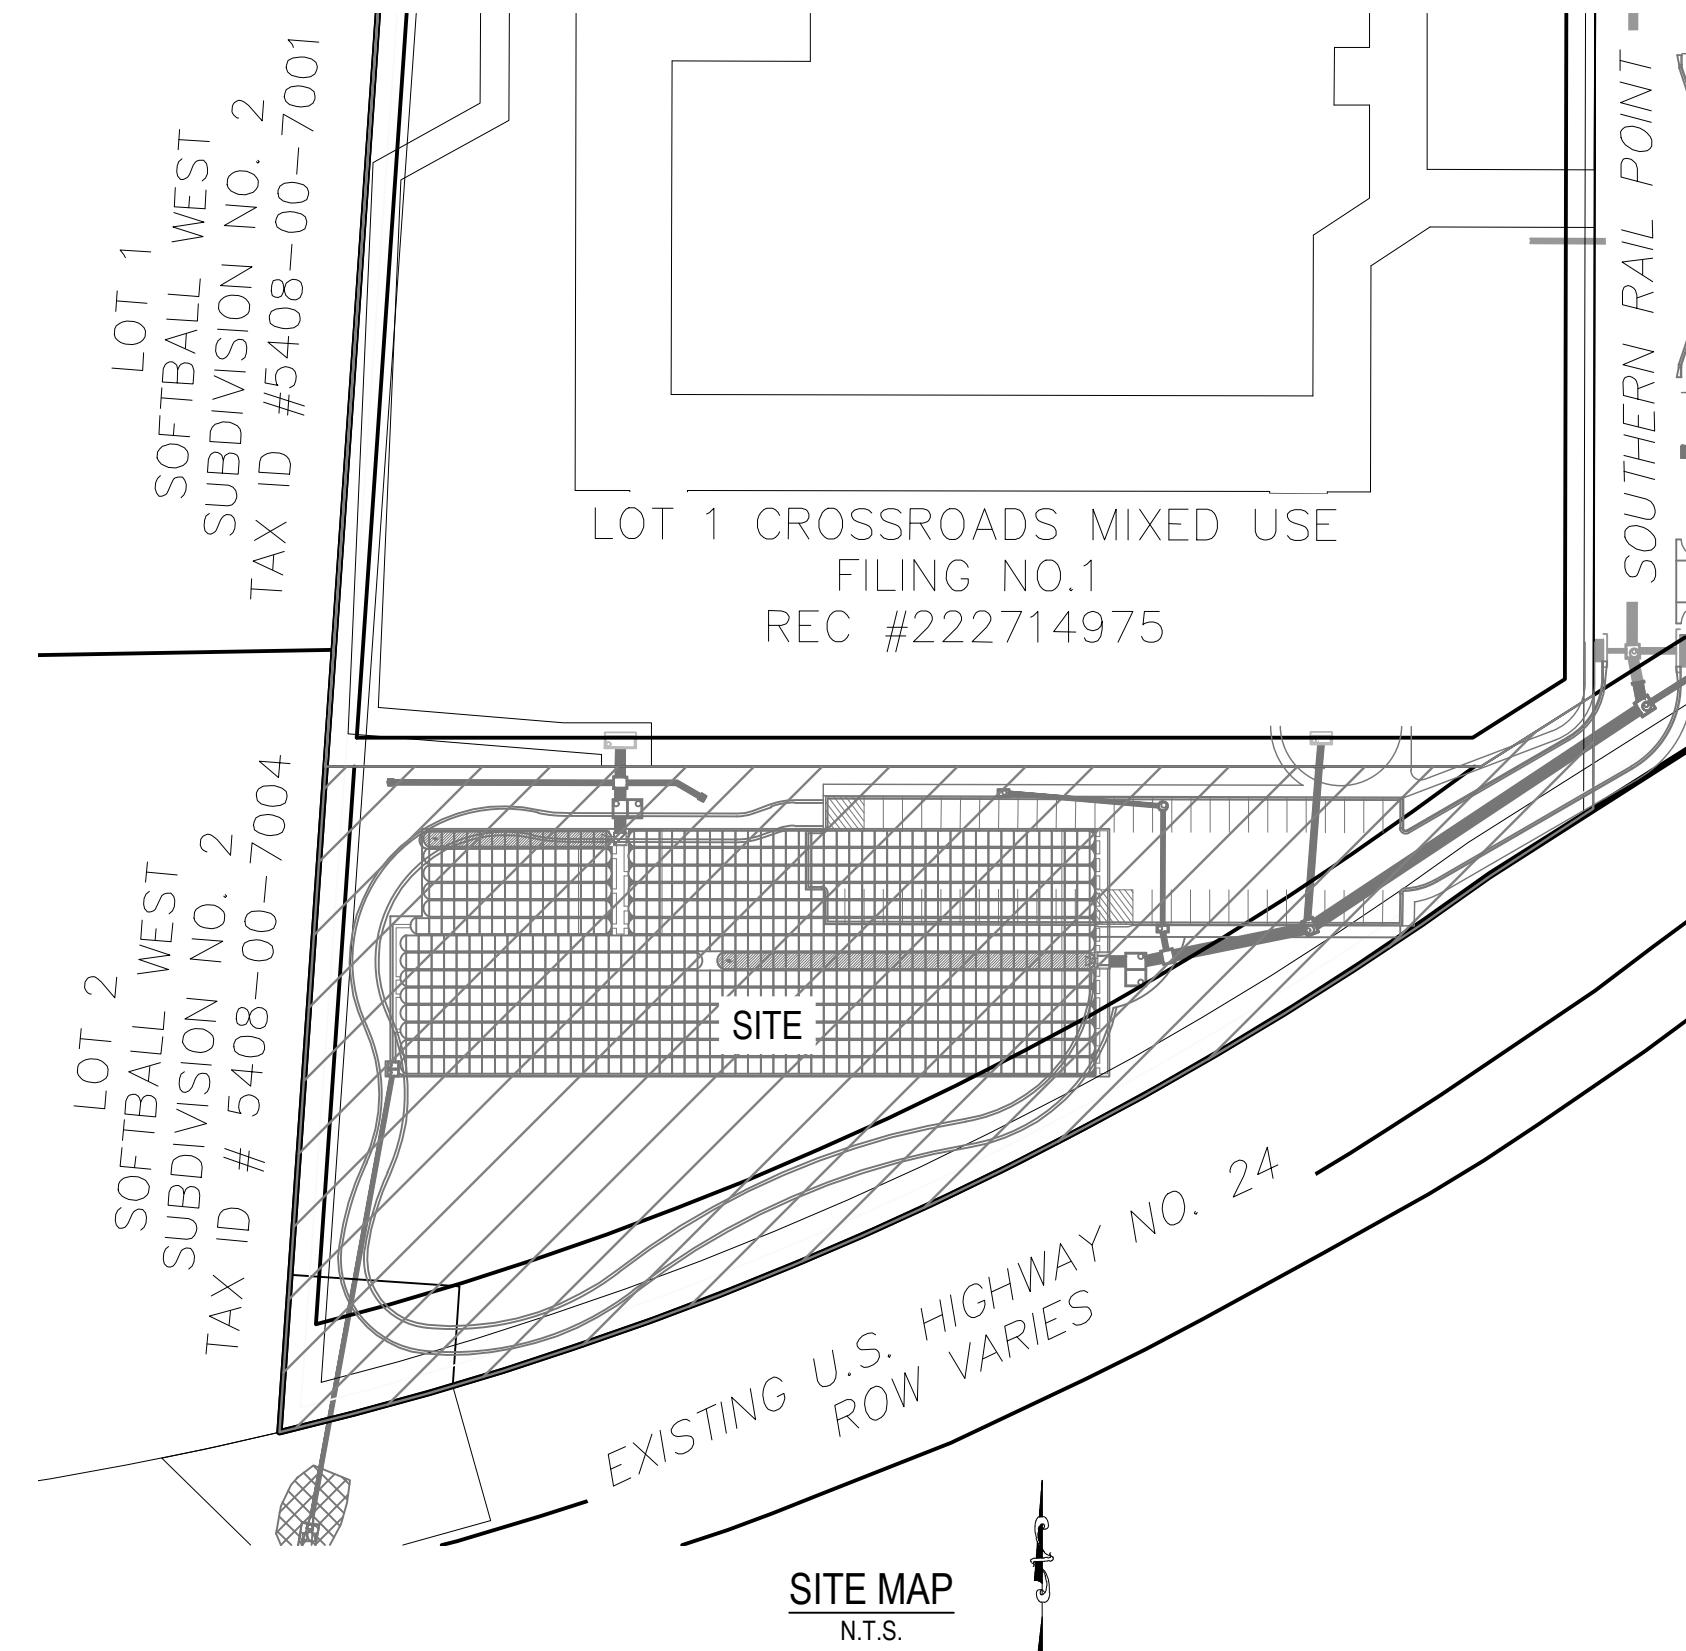 LOT 1
SOFTBALL WEST
SUBDIVISION NO. 2
TAX ID #5408-00-7001
SOUTHERN RAIL POINT
LOT 1 CROSSROADS MIXED USE
FILING NO.1
REC #222714975
LOT 2
SOFTBALL WEST
SUBDIVISION NO. 2
TAX ID # 5408-00-7004
SITE
EXISTING U.S. HIGHWAY NO. 24
ROW VARIES
SITE MAP
N.T.S.